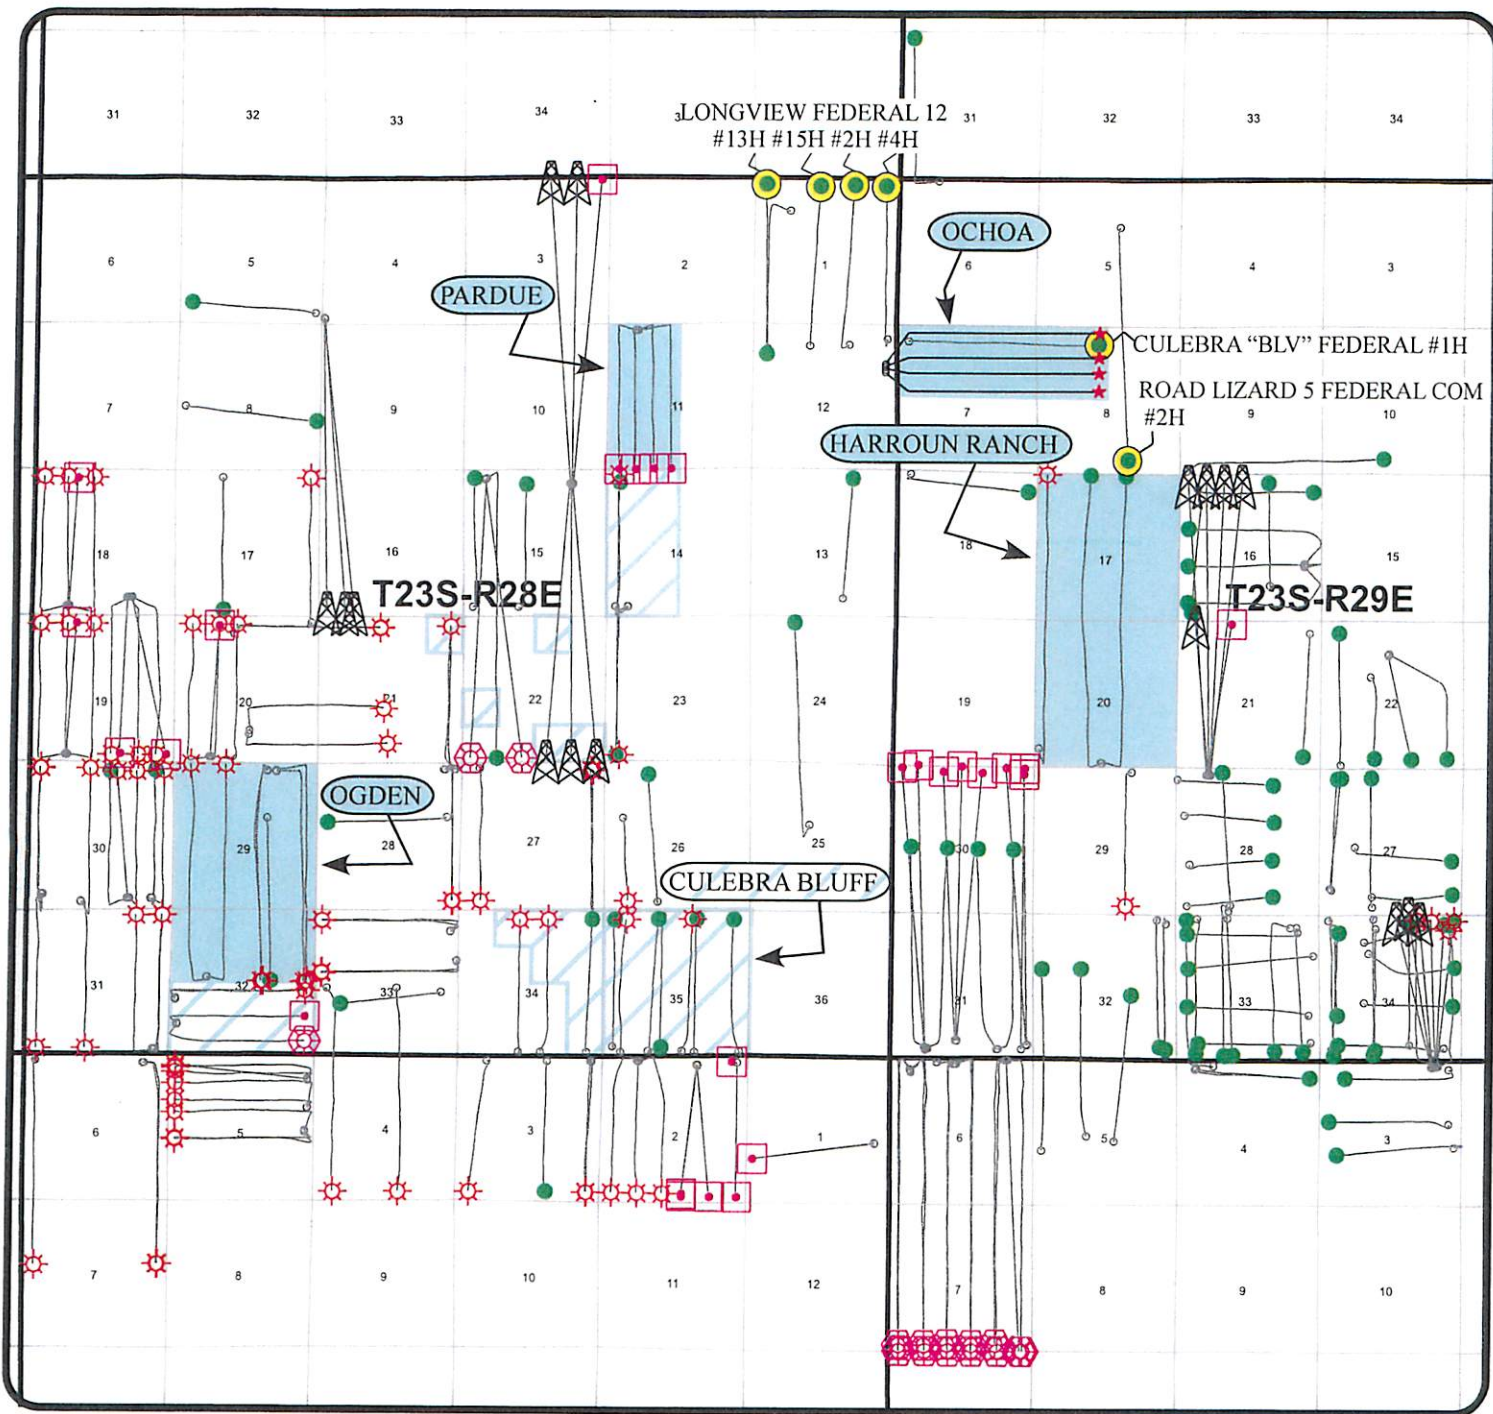 31 32 33 34 3 31 32 33 34
LONGVIEW FEDERAL 12
#13H #15H #2H #4H
6 5 4 3 2 1 6 5 4 3
OCHOA
PARDUE
CULEBRA “BLV” FEDERAL #1H
ROAD LIZARD 5 FEDERAL COM
#2H
7 8 9 10 11 12 7 8 9 10
HARROUN RANCH
18 17 16 15 14 13 18 17 16 15
T23S-R28E
T23S-R29E
19 20 21 22 23 24 19 20 21 22
OGDEN
30 29 28 27 26 25 30 29 28 27
CULEBRA BLUFF
31 32 33 34 35 36 31 32 33 34
6 5 4 3 2 1 6 5 4 3
7 8 9 10 11 12 7 8 9 10